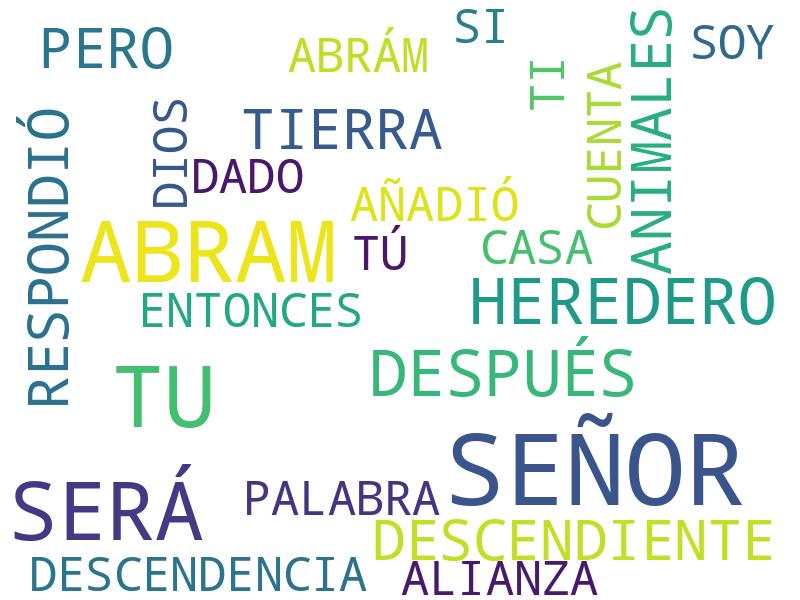 SI
PERO
ABRÁM
SOY
TI
CUENTA
ANIMALES
RESPONDIÓ
DIOS
TIERRA
DADO
AÑADIÓ
ABRAM
TÚ
CASA
ENTONCES
HEREDERO
TU
DESPUÉS
SEÑOR
SERÁ
PALABRA
DESCENDIENTE
DESCENDENCIA
ALIANZA